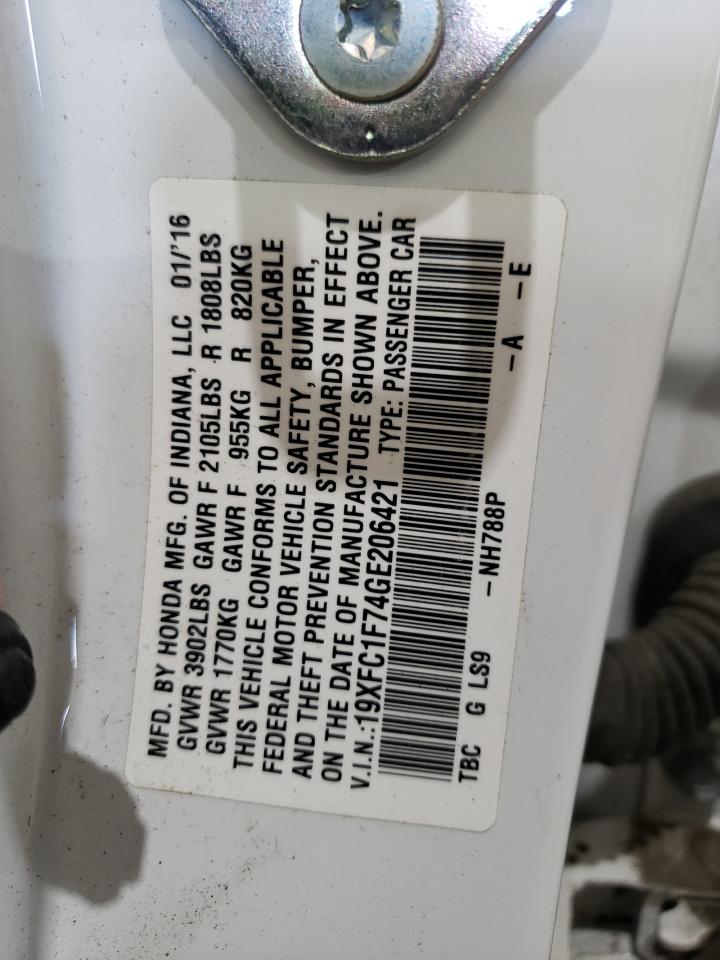 MFD. BY HONDA MFG. OF INDIANA, LLC 01/'16
GVWR 3902LBS GAWR F 2105LBS R 1808LBS
GVWR 1770KG GAWR F 955KG R 820KG
THIS VEHICLE CONFORMS TO ALL APPLICABLE
FEDERAL MOTOR VEHICLE SAFETY, BUMPER,
AND THEFT PREVENTION STANDARDS IN EFFECT
ON THE DATE OF MANUFACTURE SHOWN ABOVE.
V.I.N.:19XFC1F74GE206421 TYPE: PASSENGER CAR
TBC G LS9 -NH788P -A -E